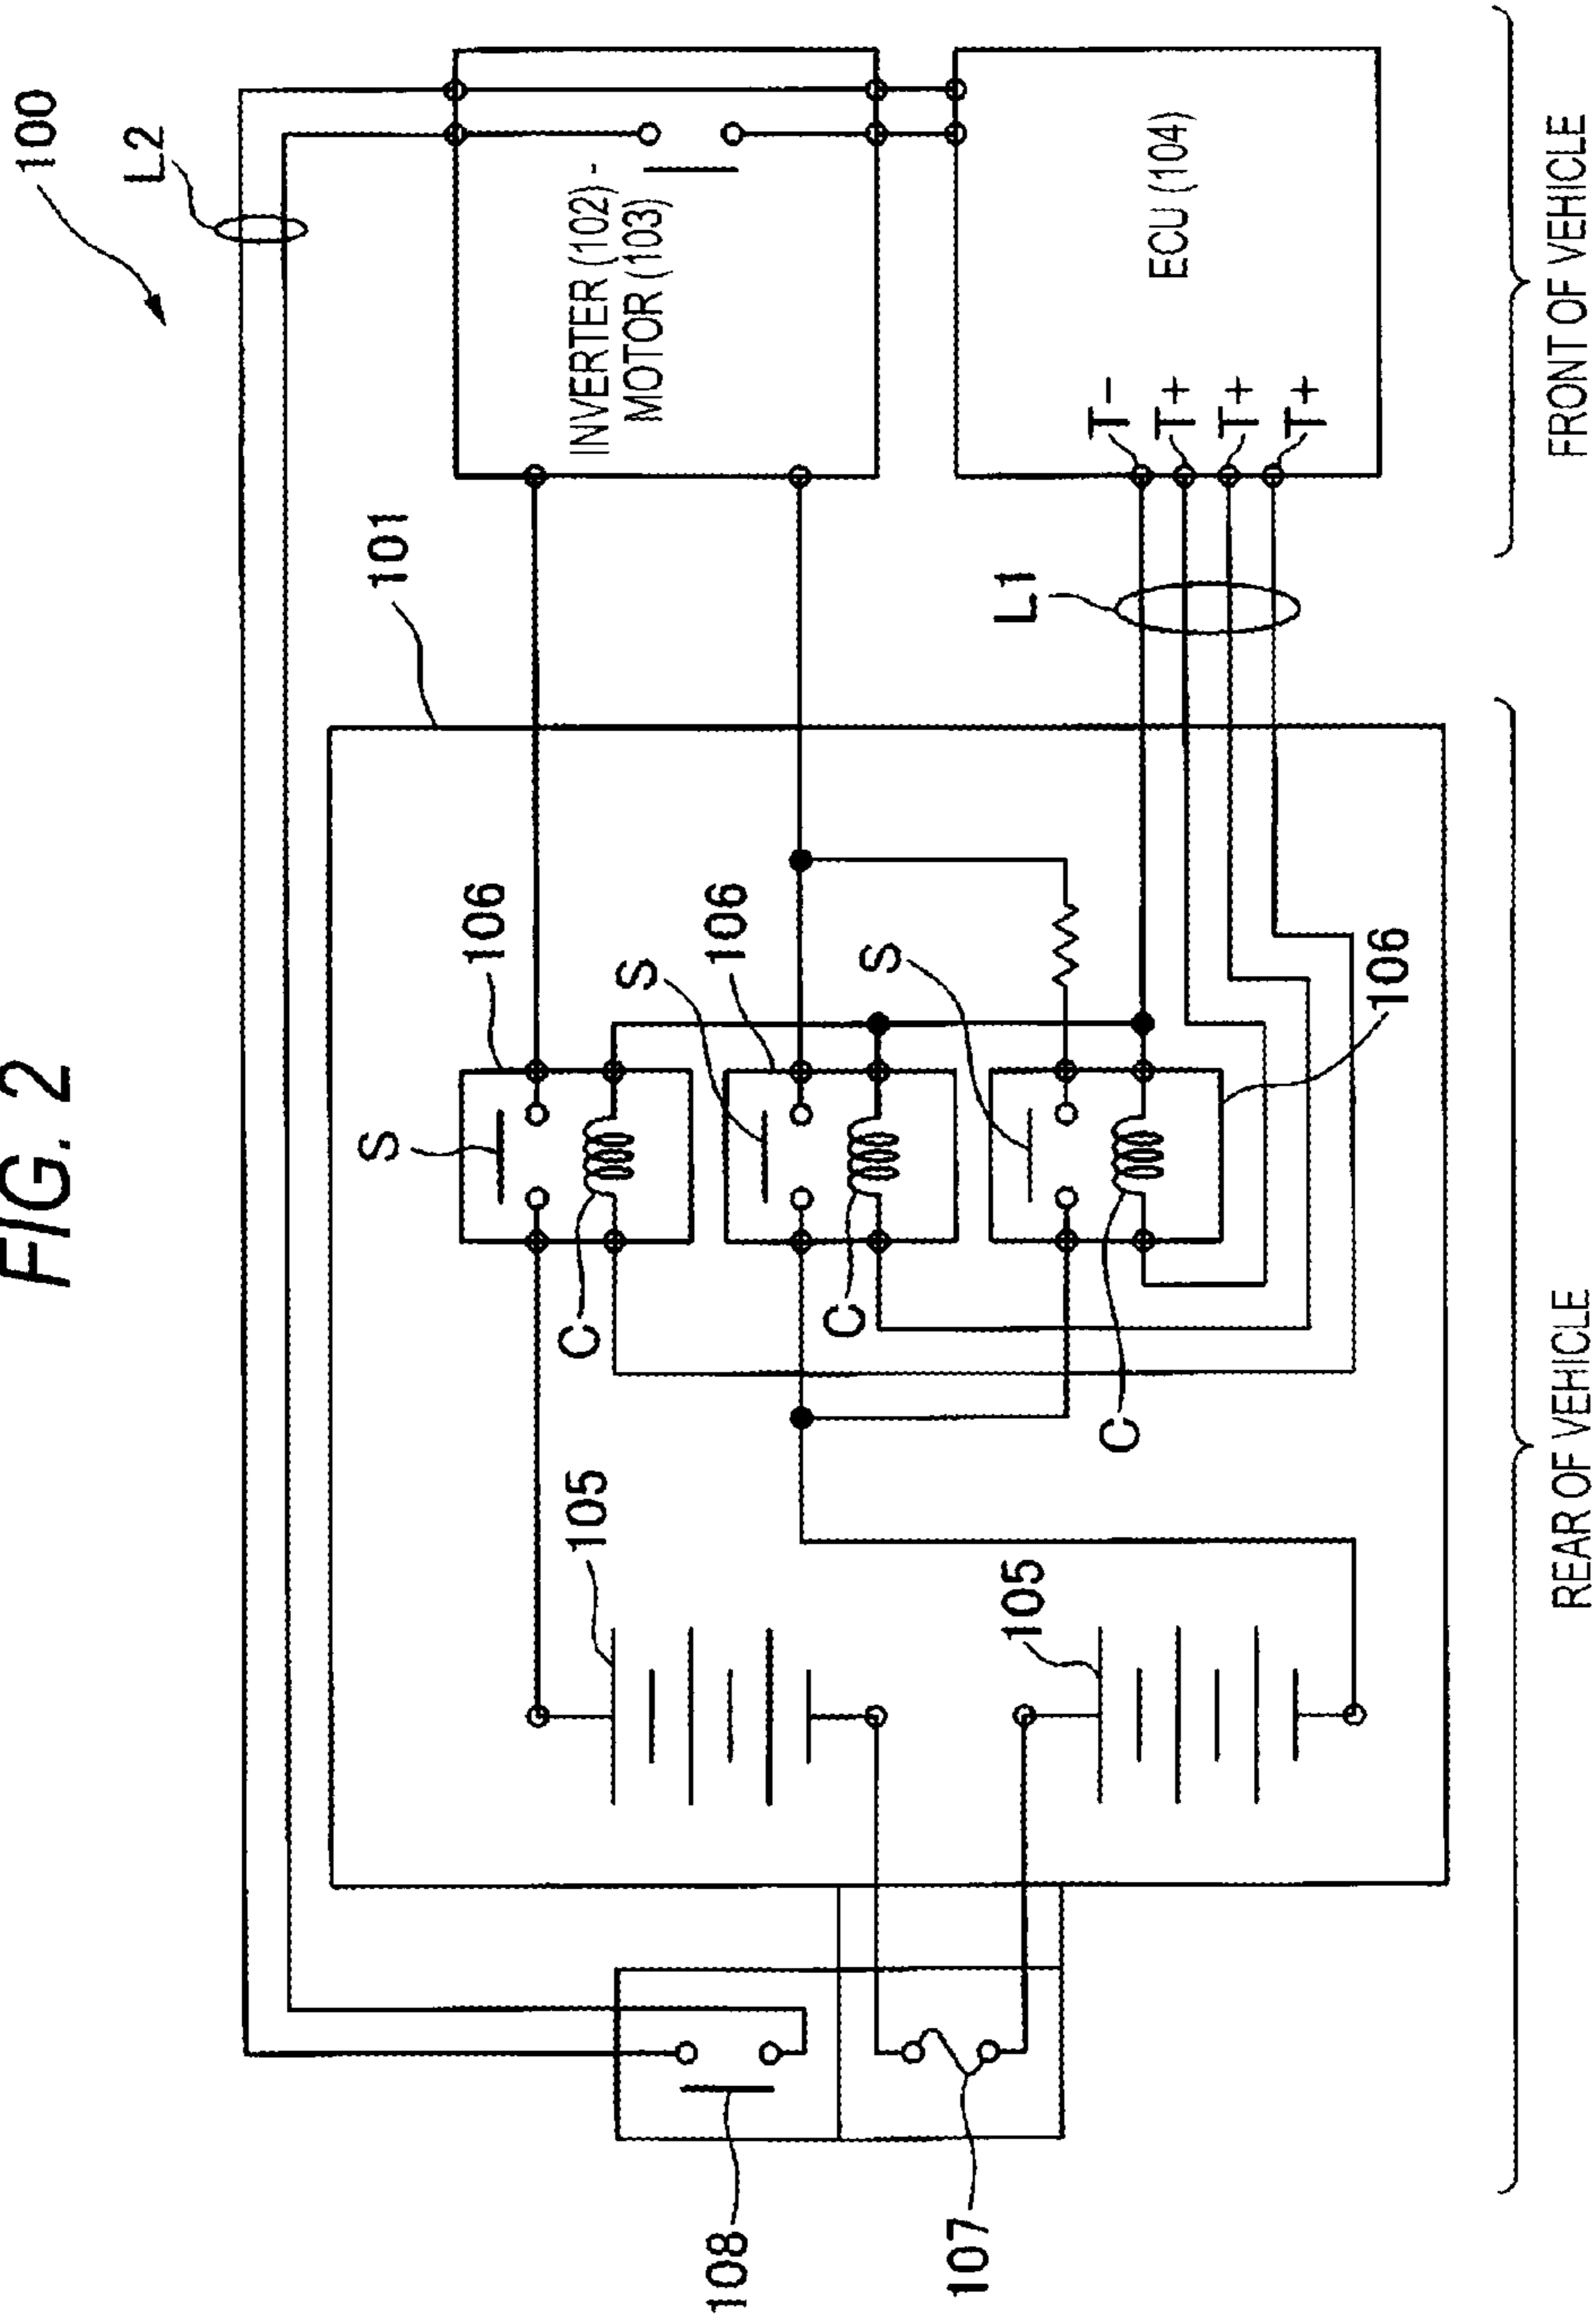 FIG. 2
100
L2
101
INVERTER (102) -
MOTOR (103)
ECU (104)
T-
T+
T+
T+
L1
106
S
C
106
S
C
106
S
C
105
105
108
107
REAR OF VEHICLE
FRONT OF VEHICLE